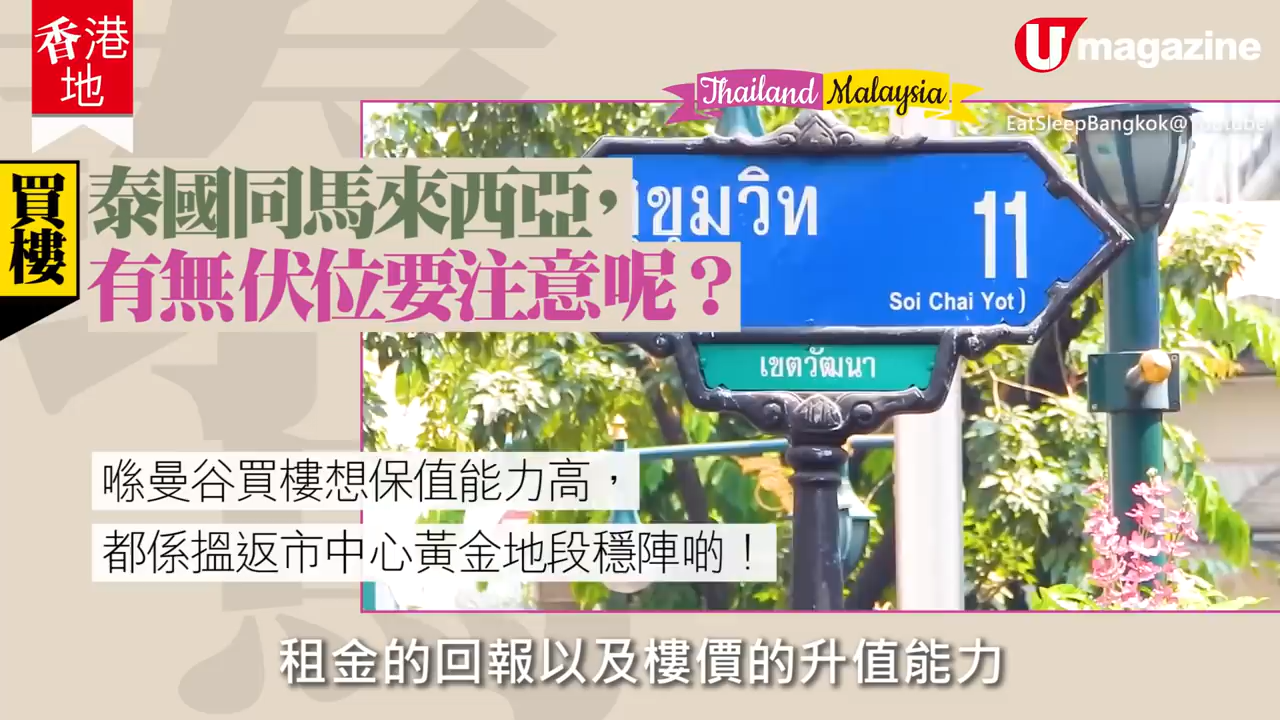 香港
地
U magazine
Thailand Malaysia
EatSleepBangkok@Youtube
買樓
泰國同馬來西亞，
有無伏位要注意呢？
สุขุมวิท
11
Soi Chai Yot)
เขตวัฒนา
喺曼谷買樓想保值能力高，
都係搵返市中心黃金地段穩陣啲！
租金的回報以及樓價的升值能力